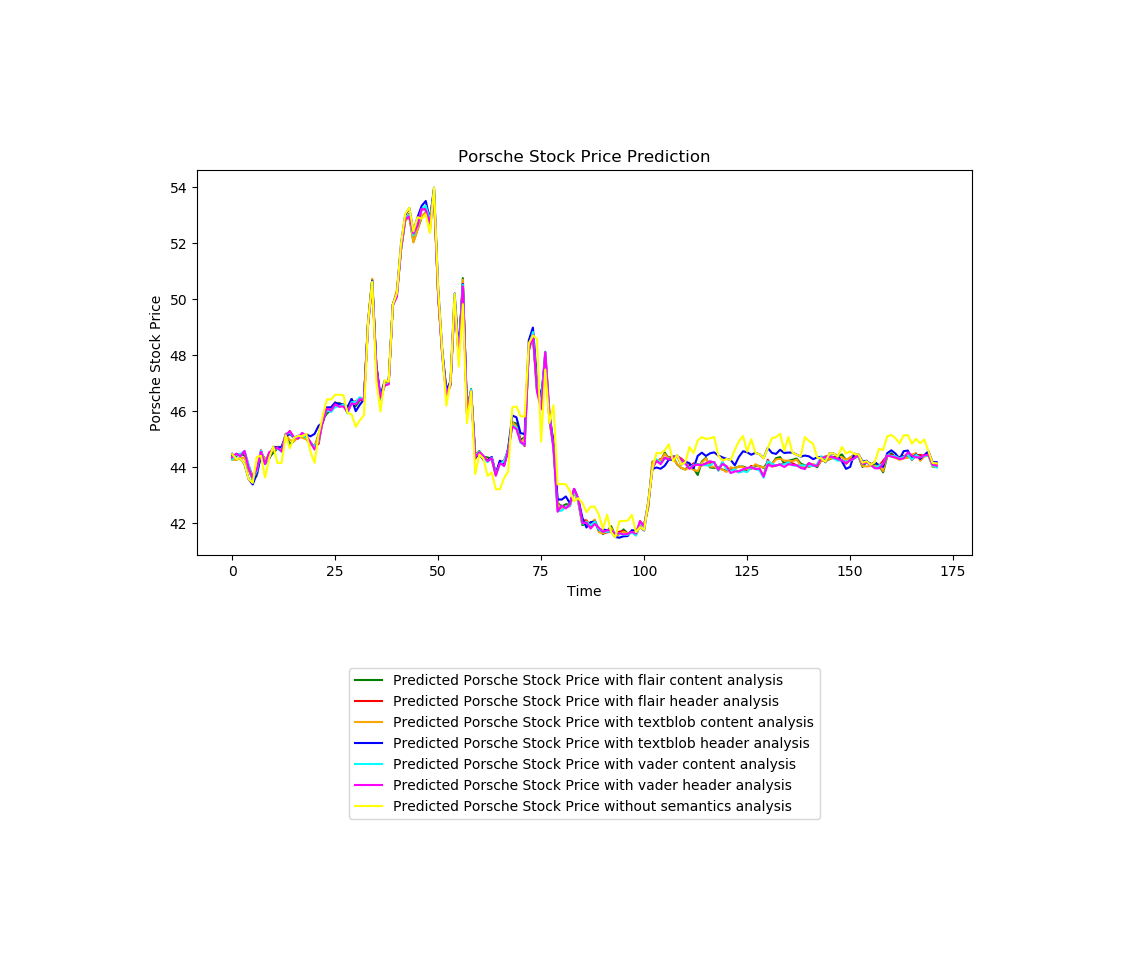 Porsche Stock Price Prediction
54
52
50
48
46
44
42
Porsche Stock Price
0 25 50 75 100 125 150 175
Time
Predicted Porsche Stock Price with flair content analysis
Predicted Porsche Stock Price with flair header analysis
Predicted Porsche Stock Price with textblob content analysis
Predicted Porsche Stock Price with textblob header analysis
Predicted Porsche Stock Price with vader content analysis
Predicted Porsche Stock Price with vader header analysis
Predicted Porsche Stock Price without semantics analysis